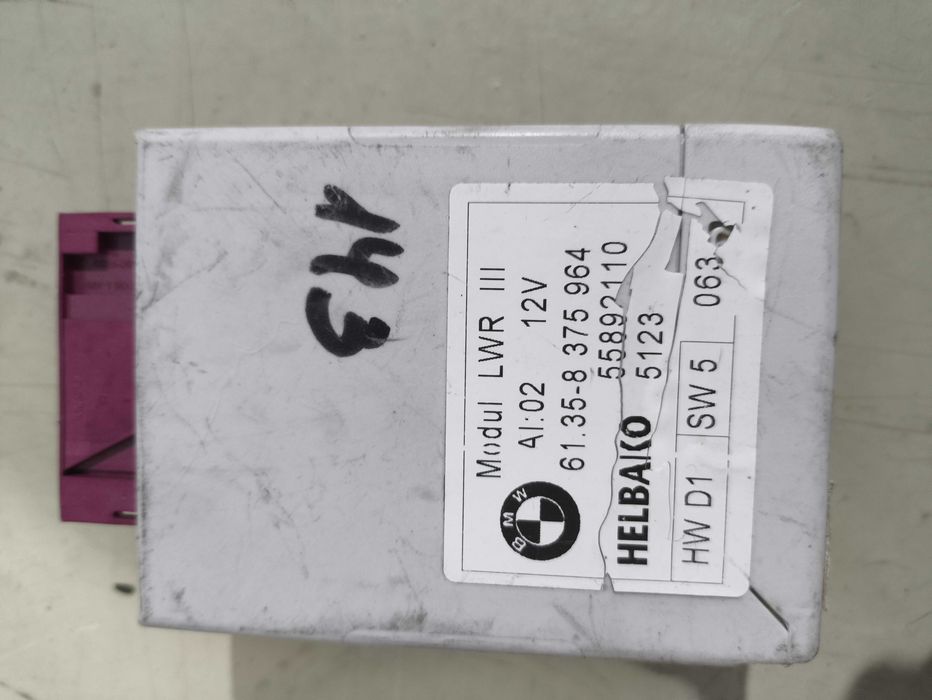 143
Modul LWR III
AI:02 12V
61.35-8 375 964
BMW
55892110
HELBAKO 5123
HW D1 SW 5 063